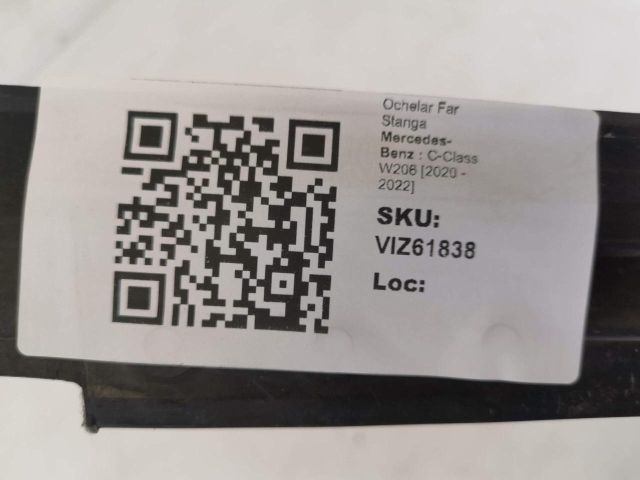 Ochelar Far
Stanga
Mercedes-
Benz : C-Class
W206 [2020 -
2022]
SKU:
VIZ61838
Loc: